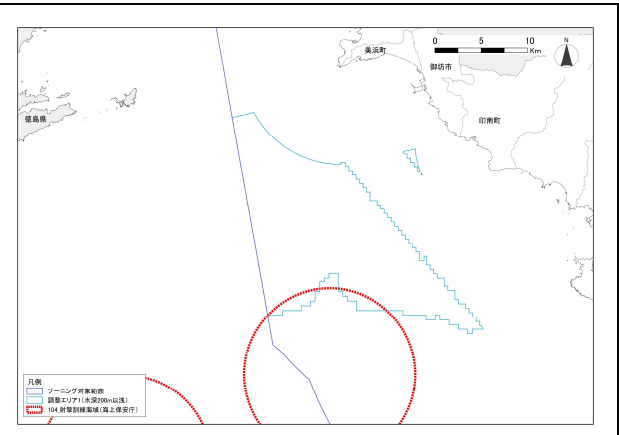 美浜町
0 5 10
Km
N
御坊市
徳島県
印南町
凡例
ゾーニング対象範囲
調整エリア1(水深200m以浅)
104_射撃訓練海域(海上保安庁)